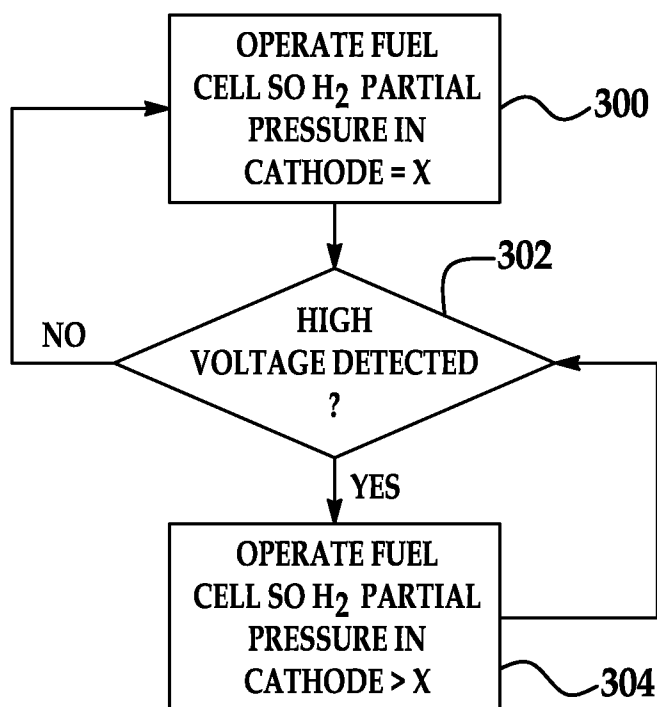 OPERATE FUEL
CELL SO H2 PARTIAL
PRESSURE IN
CATHODE = X
300
302
HIGH
VOLTAGE DETECTED
?
NO
YES
OPERATE FUEL
CELL SO H2 PARTIAL
PRESSURE IN
CATHODE > X
304